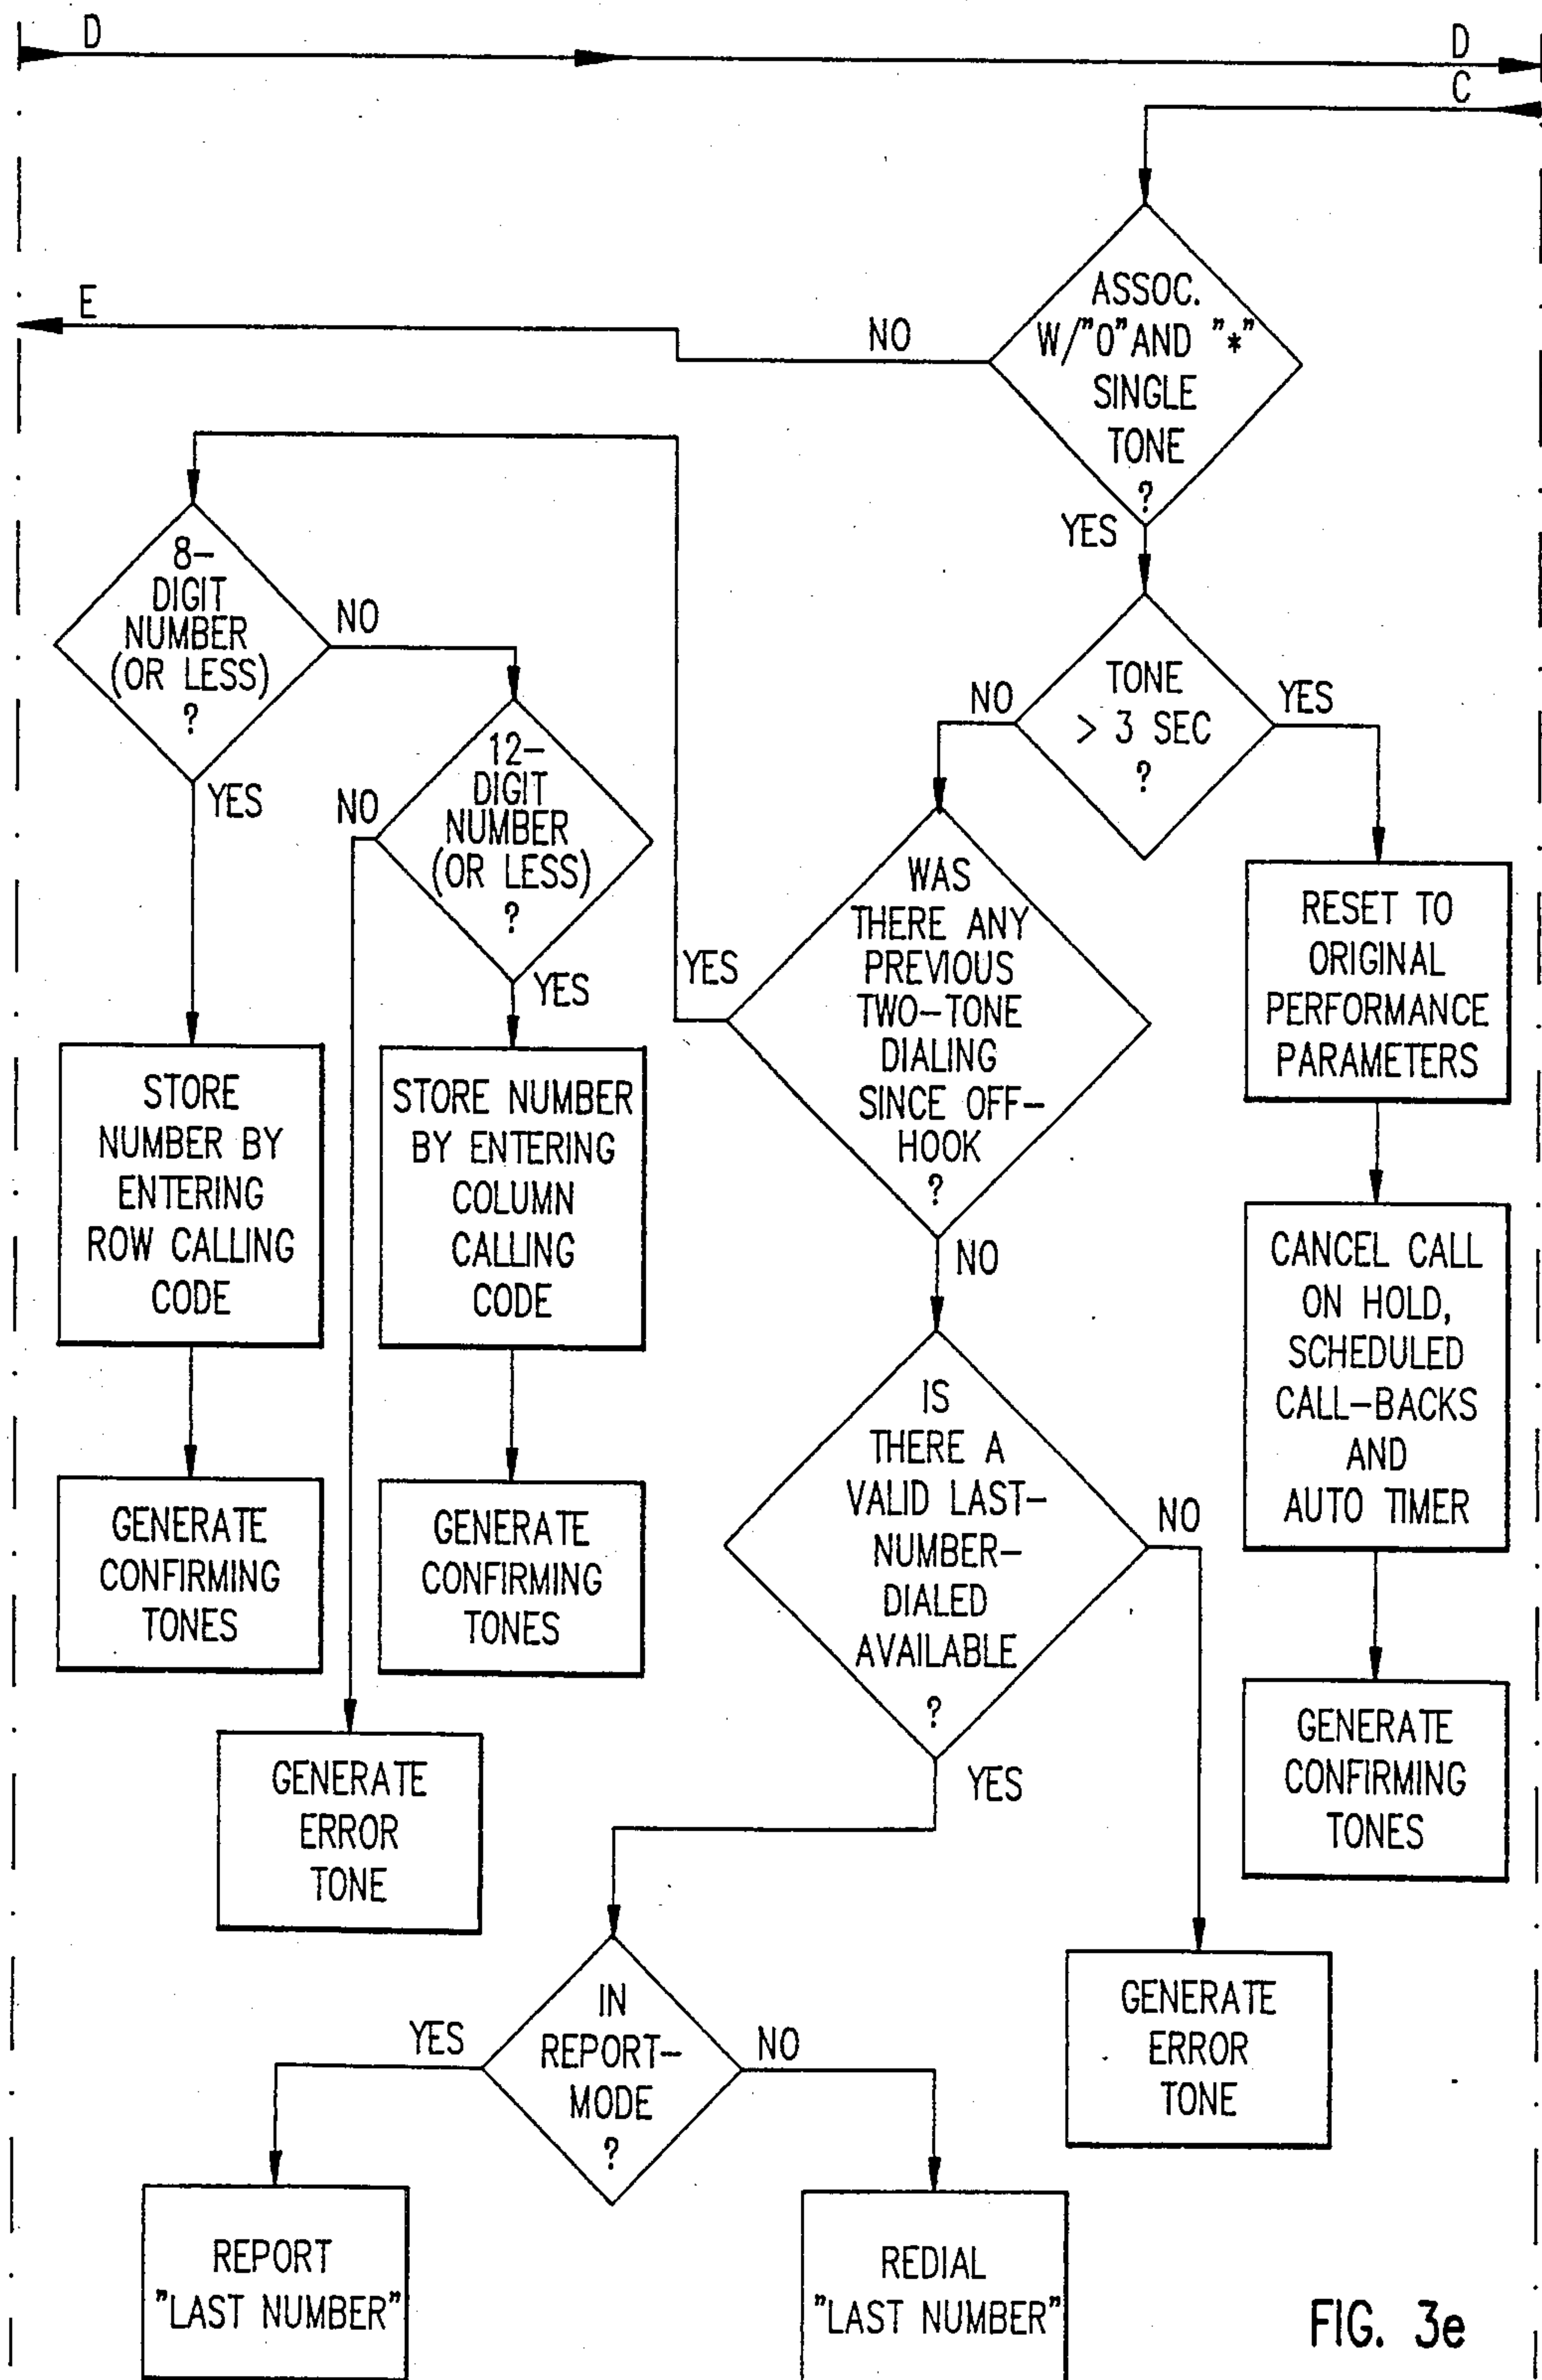 D
D
C
ASSOC.
W/"0"AND "*"
SINGLE
TONE
?
E
NO
YES
8-
DIGIT
NUMBER
(OR LESS)
?
NO
YES
12-
DIGIT
NUMBER
(OR LESS)
?
NO
YES
TONE
> 3 SEC
?
NO
YES
WAS
THERE ANY
PREVIOUS
TWO-TONE
DIALING
SINCE OFF-
HOOK
?
YES
NO
RESET TO
ORIGINAL
PERFORMANCE
PARAMETERS
STORE
NUMBER BY
ENTERING
ROW CALLING
CODE
STORE NUMBER
BY ENTERING
COLUMN
CALLING
CODE
CANCEL CALL
ON HOLD,
SCHEDULED
CALL-BACKS
AND
AUTO TIMER
IS
THERE A
VALID LAST-
NUMBER-
DIALED
AVAILABLE
?
NO
YES
GENERATE
CONFIRMING
TONES
GENERATE
CONFIRMING
TONES
GENERATE
CONFIRMING
TONES
GENERATE
ERROR
TONE
IN
REPORT-
MODE
?
YES
NO
GENERATE
ERROR
TONE
REPORT
"LAST NUMBER"
REDIAL
"LAST NUMBER"
FIG. 3e